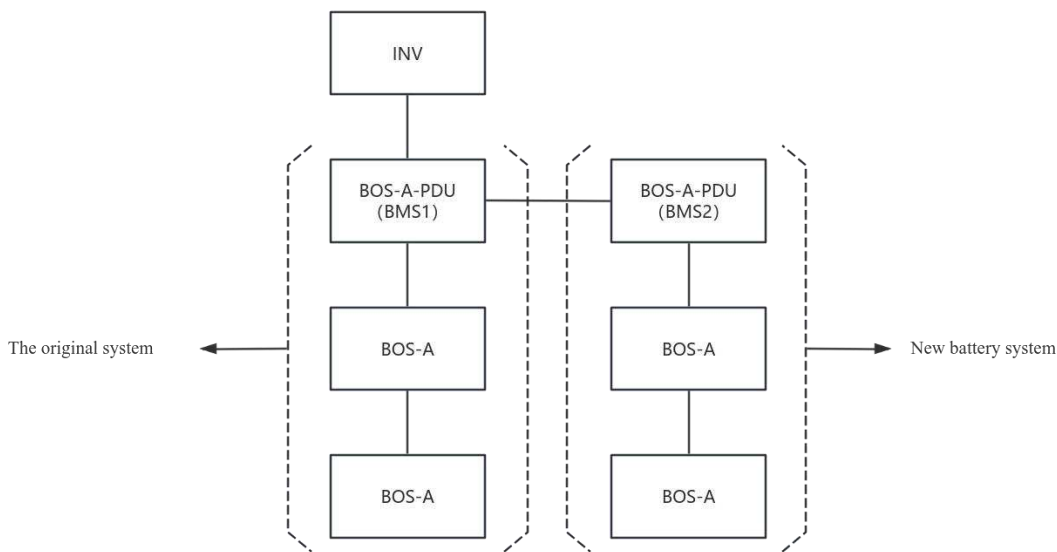 INV
BOS-A-PDU
(BMS1)
BOS-A-PDU
(BMS2)
The original system
BOS-A
BOS-A
New battery system
BOS-A
BOS-A